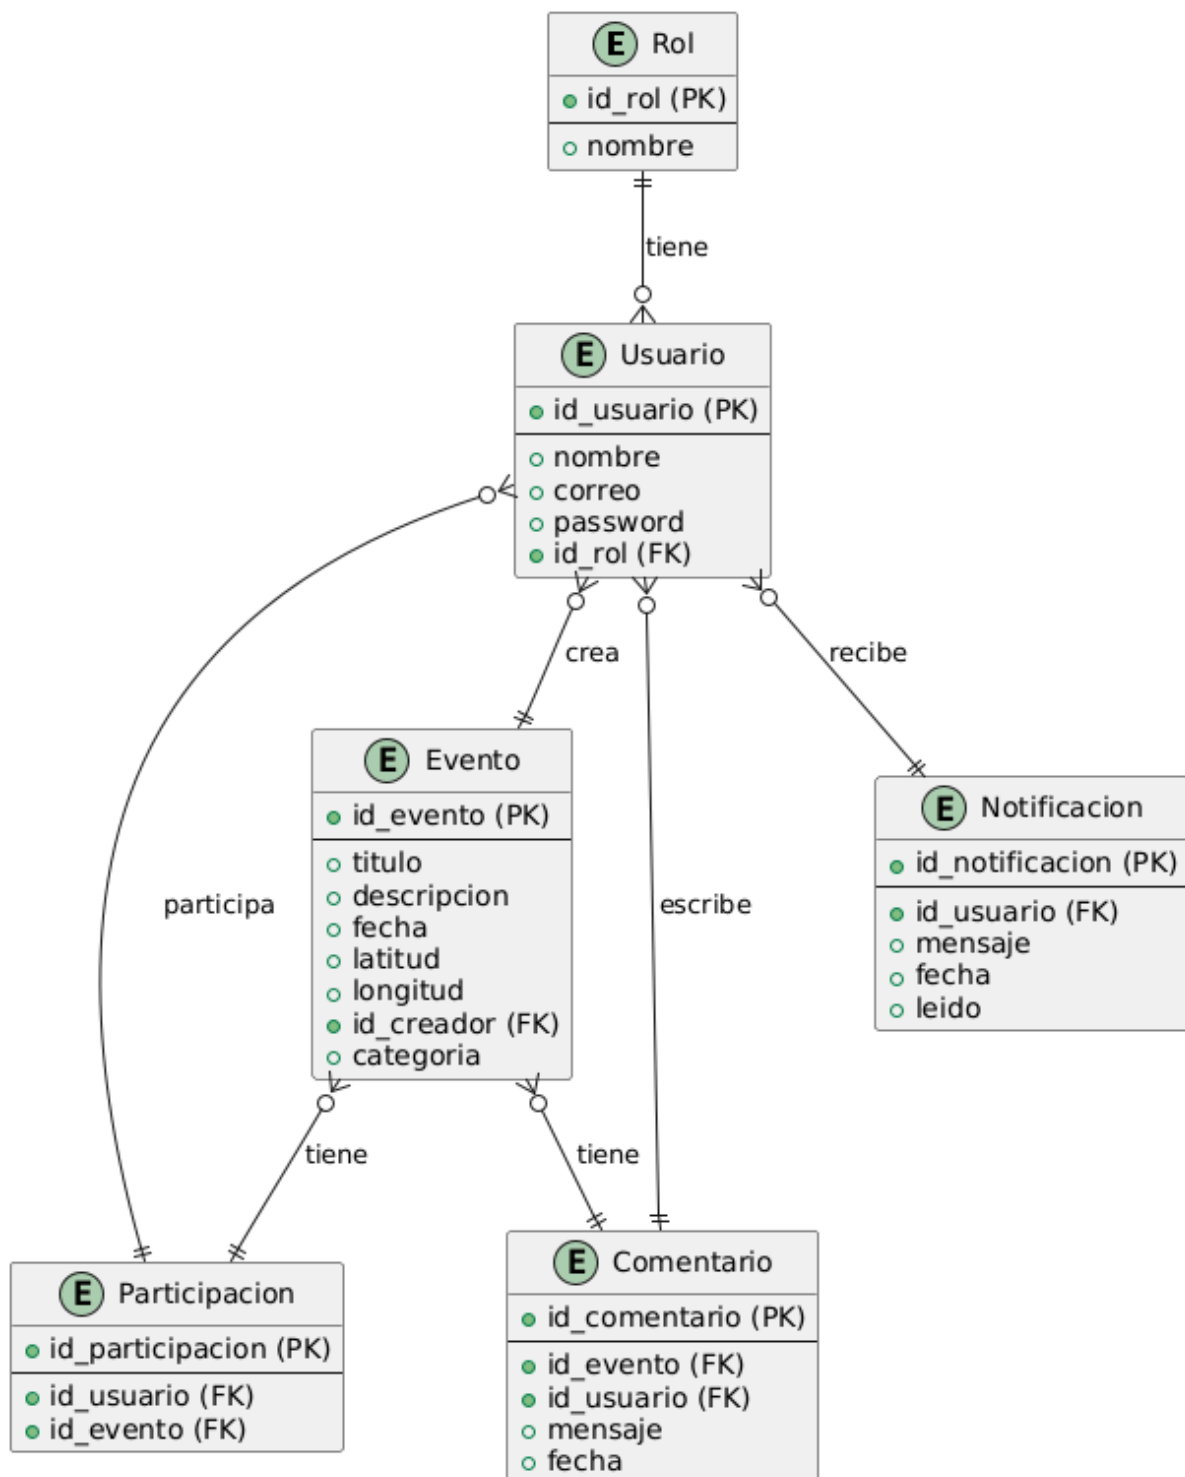 E Rol
id_rol (PK)
nombre
tiene
E Usuario
id_usuario (PK)
nombre
correo
password
id_rol (FK)
crea
recibe
E Evento
id_evento (PK)
titulo
descripcion
fecha
latitud
longitud
id_creador (FK)
categoria
E Notificacion
id_notificacion (PK)
id_usuario (FK)
mensaje
fecha
leido
participa
escribe
tiene
tiene
E Participacion
id_participacion (PK)
id_usuario (FK)
id_evento (FK)
E Comentario
id_comentario (PK)
id_evento (FK)
id_usuario (FK)
mensaje
fecha